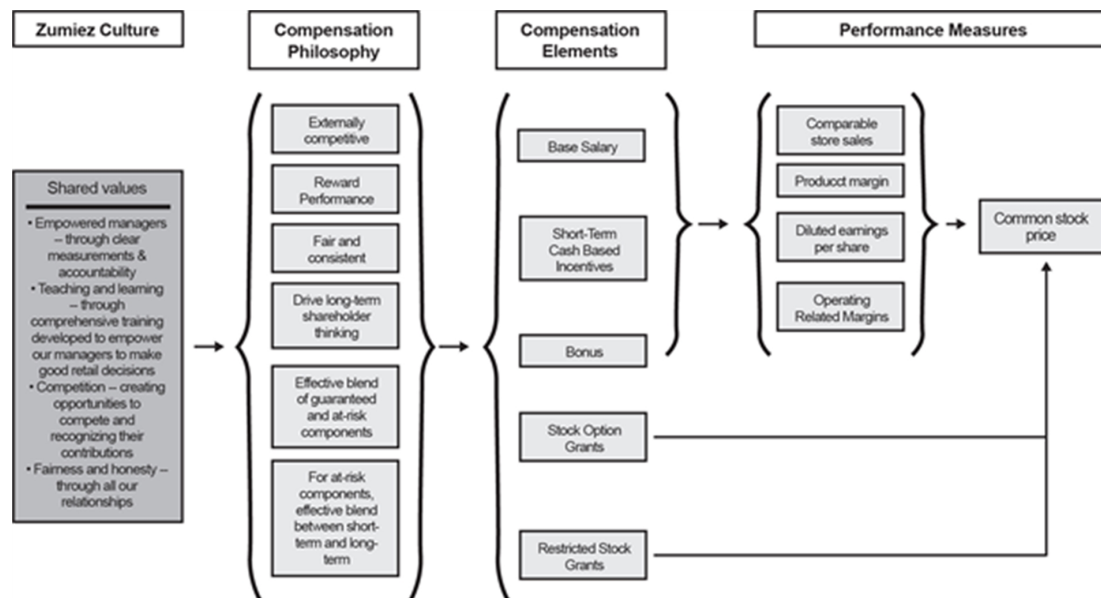 Zumiez Culture
Shared values
• Empowered managers
– through clear
measurements &
accountability
• Teaching and learning
– through
comprehensive training
developed to empower
our managers to make
good retail decisions
• Competition – creating
opportunities to
compete and
recognizing their
contributions
• Fairness and honesty –
through all our
relationships
Compensation
Philosophy
Externally
competitive
Reward
Performance
Fair and
consistent
Drive long-term
shareholder
thinking
Effective blend
of guaranteed
and at-risk
components
For at-risk
components,
effective blend
between short-
term and long-
term
Compensation
Elements
Base Salary
Short-Term
Cash Based
Incentives
Bonus
Stock Option
Grants
Restricted Stock
Grants
Performance Measures
Comparable
store sales
Producct margin
Diluted earnings
per share
Operating
Related Margins
Common stock
price